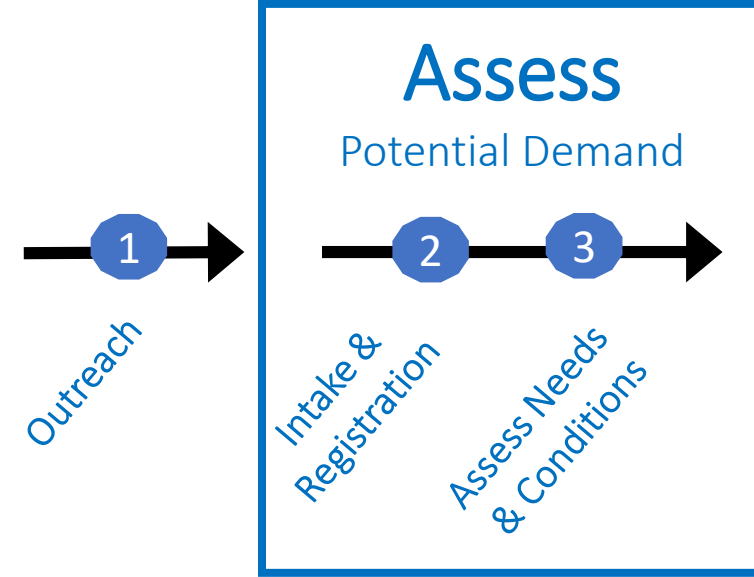 Assess
Potential Demand
1
2
3
Outreach
Intake &
Registration
Assess Needs
& Conditions